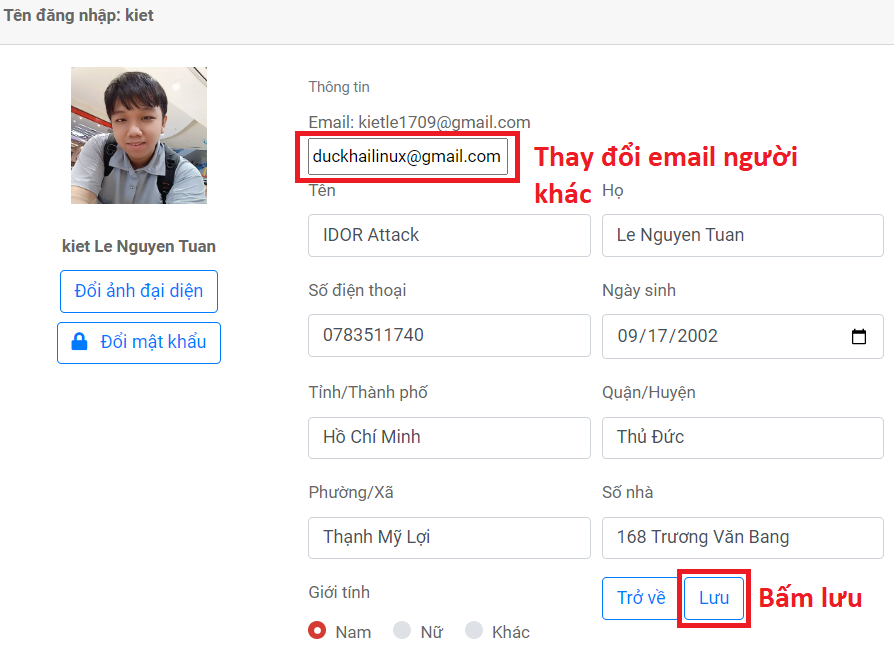 Tên đăng nhập: kiet
Thông tin
Email: kietle1709@gmail.com
duckhailinux@gmail.com
Thay đổi email người
khác
Tên
Họ
IDOR Attack
Le Nguyen Tuan
kiet Le Nguyen Tuan
Đổi ảnh đại diện
Đổi mật khẩu
Số điện thoại
Ngày sinh
0783511740
09/17/2002
Tỉnh/Thành phố
Quận/Huyện
Hồ Chí Minh
Thủ Đức
Phường/Xã
Số nhà
Thạnh Mỹ Lợi
168 Trương Văn Bang
Giới tính
Trở về
Lưu
Bấm lưu
Nam
Nữ
Khác